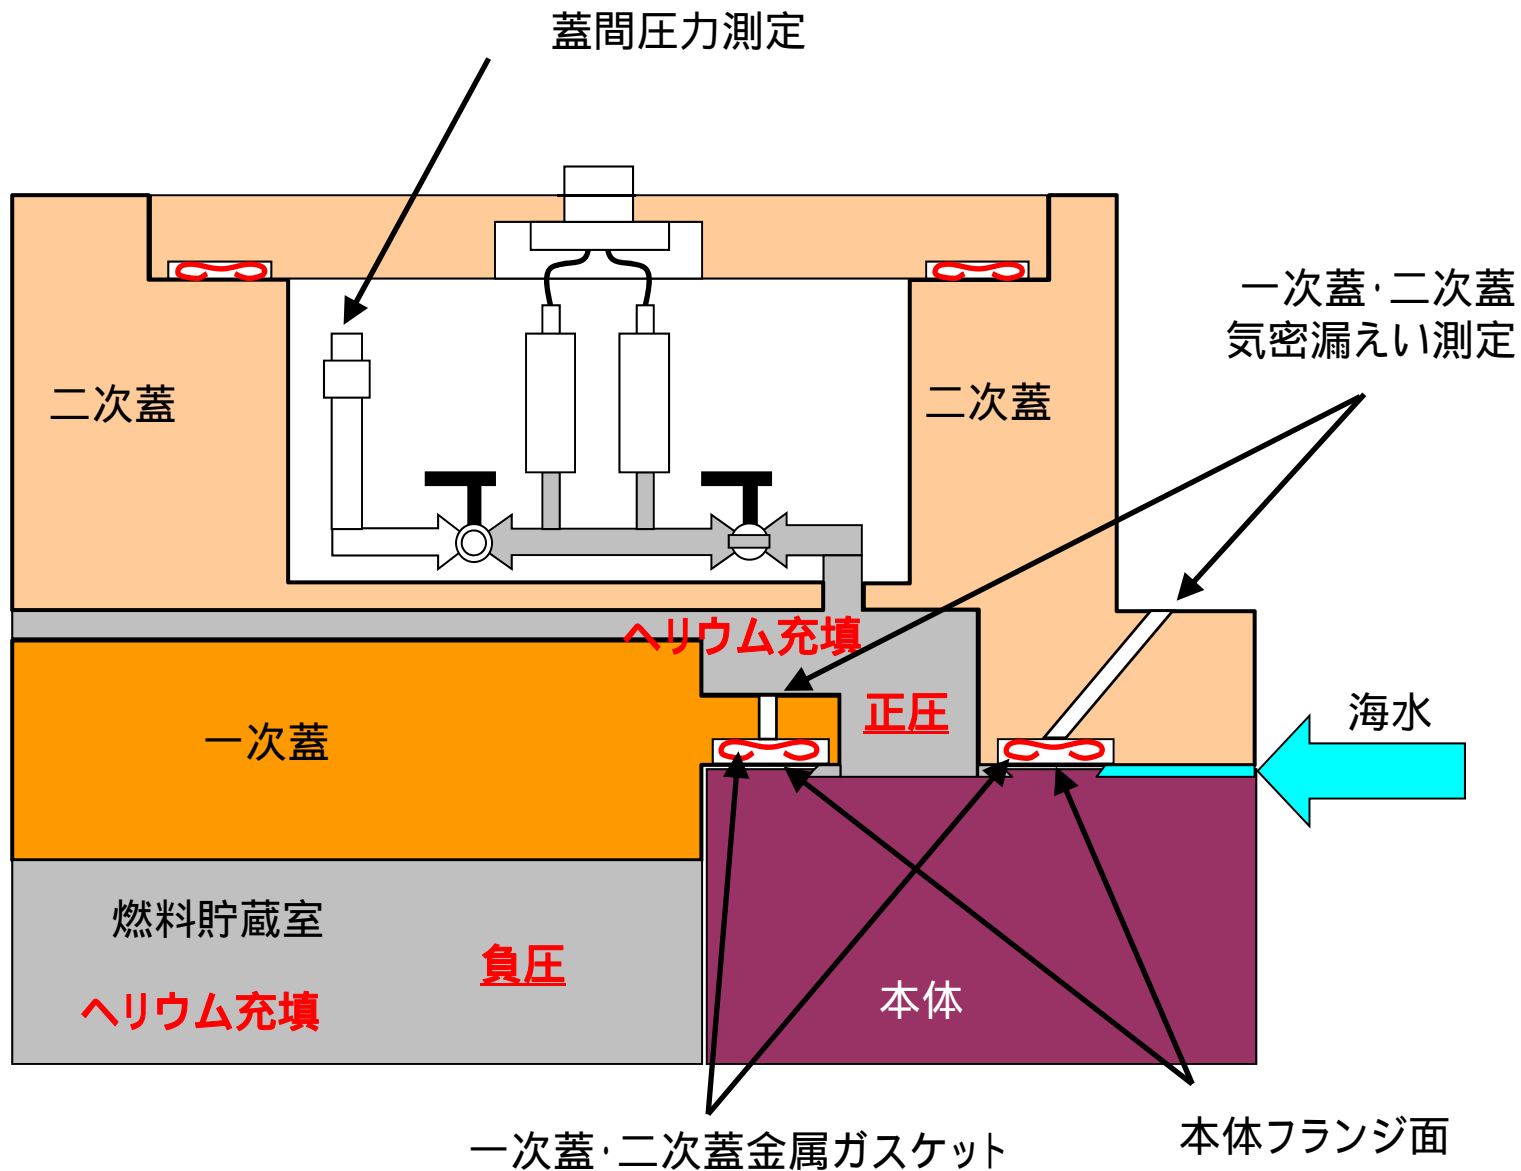 蓋間圧力測定
一次蓋・二次蓋
気密漏えい測定
二次蓋
二次蓋
ヘリウム充填
正圧
海水
一次蓋
燃料貯蔵室
負圧
ヘリウム充填
本体
一次蓋・二次蓋金属ガスケット
本体フランジ面